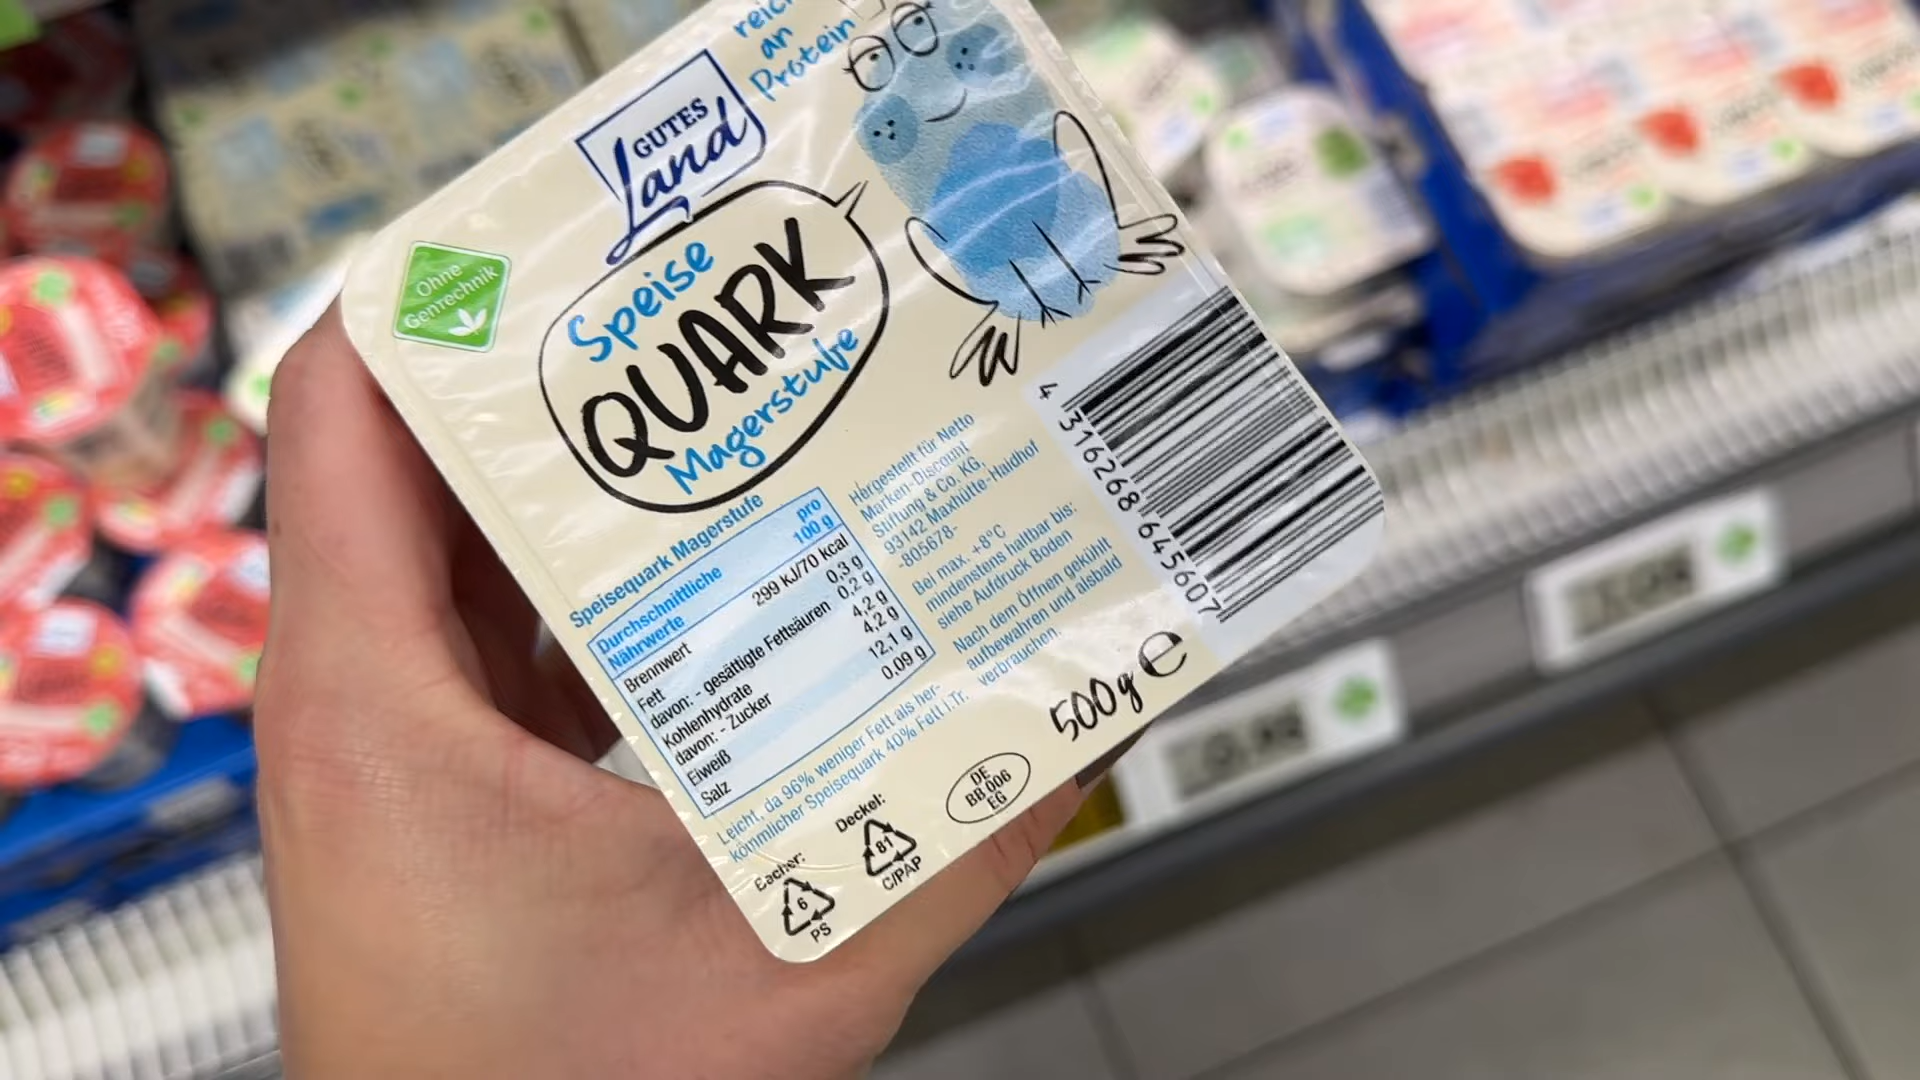 reich
an
Protein
GUTES
Land
Ohne
Gentechnik
Speise
QUARK
Magerstufe
Speisequark Magerstufe
Durchschnittliche
Nährwerte
pro
100 g
Brennwert 299 kJ/70 kcal
Fett 0,3 g
davon: - gesättigte Fettsäuren 0,2 g
Kohlenhydrate 4,2 g
davon: - Zucker 4,2 g
Eiweiß 12,1 g
Salz 0,09 g
Leicht, da 96% weniger Fett als her-
kömmlicher Speisequark 40% Fett i.Tr.
Hergestellt für Netto
Marken-Discount
Stiftung & Co. KG,
93142 Maxhütte-Haidhof
-805678-
Bei max. +8°C
mindestens haltbar bis:
siehe Aufdruck Boden
Nach dem Öffnen gekühlt
aufbewahren und alsbald
verbrauchen.
4 316268 645607
500g e
DE
BB 006
EG
Becher:
6
PS
Deckel:
81
C/PAP